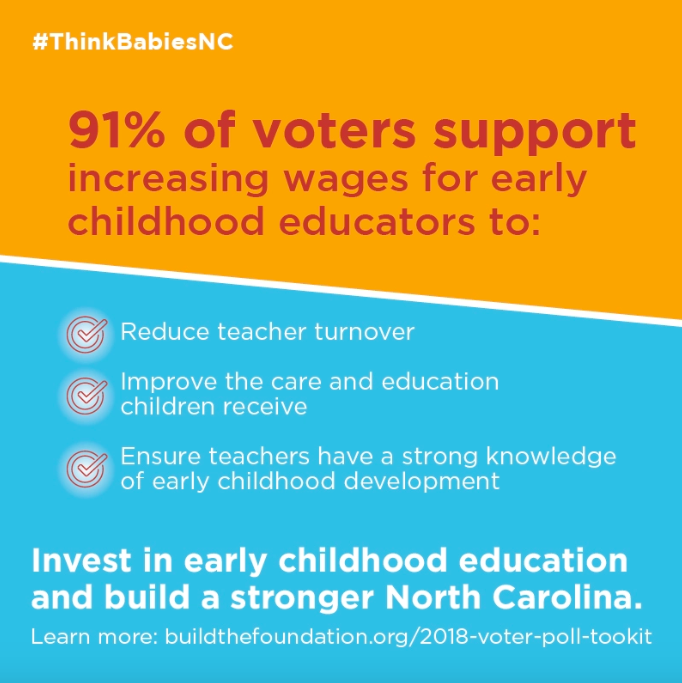 #ThinkBabiesNC
91% of voters support
increasing wages for early
childhood educators to:
Reduce teacher turnover
Improve the care and education
children receive
Ensure teachers have a strong knowledge
of early childhood development
Invest in early childhood education
and build a stronger North Carolina.
Learn more: buildthefoundation.org/2018-voter-poll-tookit